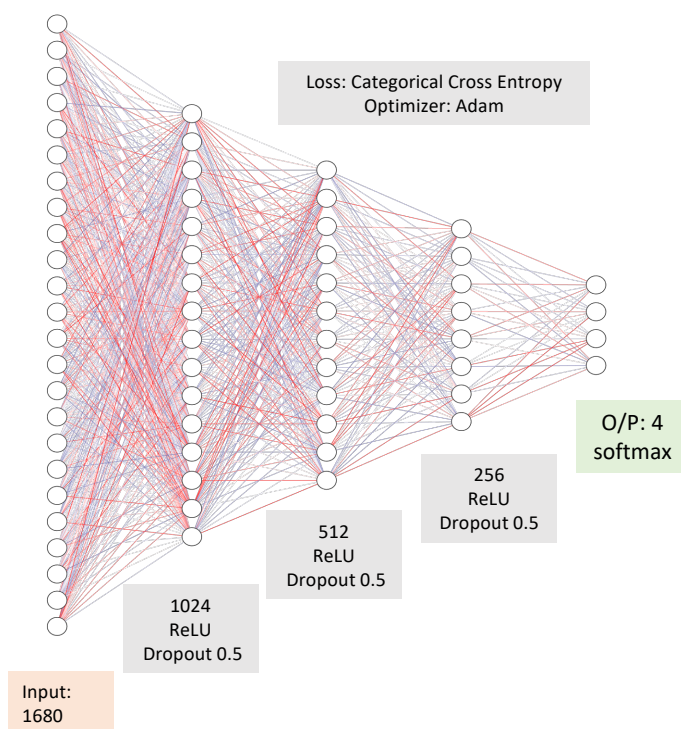 Loss: Categorical Cross Entropy
Optimizer: Adam
O/P: 4
softmax
256
ReLU
Dropout 0.5
512
ReLU
Dropout 0.5
1024
ReLU
Dropout 0.5
Input:
1680